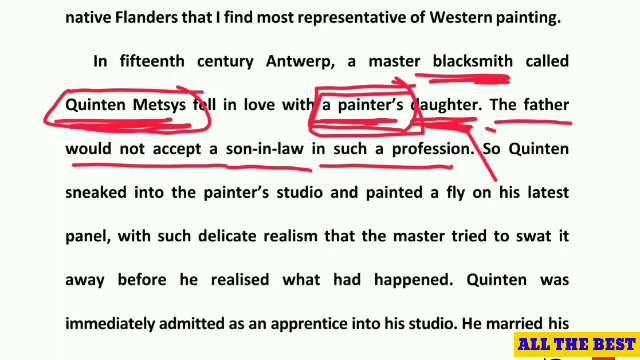 native Flanders that I find most representative of Western painting.
In fifteenth century Antwerp, a master blacksmith called
Quinten Metsys fell in love with a painter's daughter. The father
would not accept a son-in-law in such a profession. So Quinten
sneaked into the painter's studio and painted a fly on his latest
panel, with such delicate realism that the master tried to swat it
away before he realised what had happened. Quinten was
immediately admitted as an apprentice into his studio. He married his
ALL THE BEST